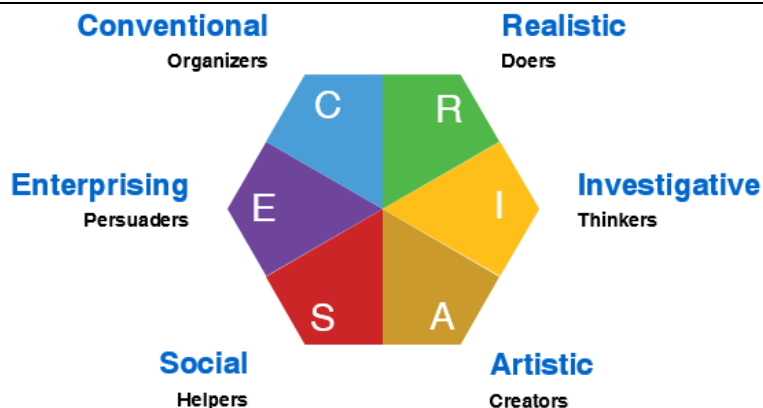 Conventional
Organizers
Realistic
Doers
C
R
Enterprising
Persuaders
E
I
Investigative
Thinkers
S
A
Social
Helpers
Artistic
Creators